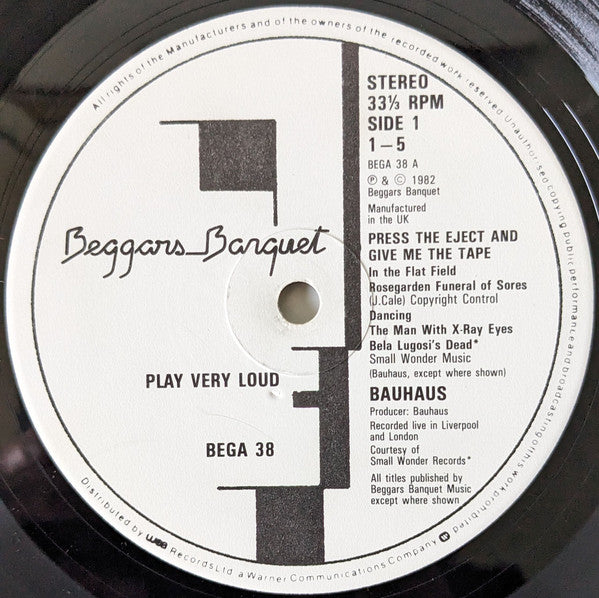 All rights of the Manufacturers and of the owners of the recorded work reserved. Unauthorised copying public performance and broadcasting of this work prohibited
STEREO
33⅓ RPM
SIDE 1
1–5
BEGA 38 A
℗ & © 1982
Beggars Banquet
Manufactured
in the UK
Beggars Banquet
PRESS THE EJECT AND
GIVE ME THE TAPE
In the Flat Field
Rosegarden Funeral of Sores
(J.Cale) Copyright Control
Dancing
The Man With X-Ray Eyes
Bela Lugosi's Dead*
Small Wonder Music
(Bauhaus, except where shown)
PLAY VERY LOUD
BAUHAUS
Producer: Bauhaus
Recorded live in Liverpool
and London
BEGA 38
Courtesy of
Small Wonder Records*
All titles published by
Beggars Banquet Music
except where shown
Distributed by wea Records Ltd a Warner Communications Company